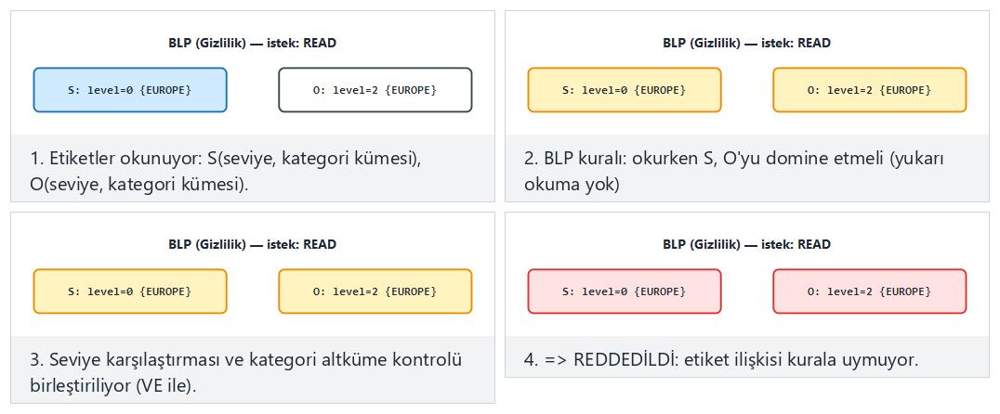 BLP (Gizlilik) — istek: READ
S: level=0 {EUROPE}
O: level=2 {EUROPE}
1. Etiketler okunuyor: S(seviye, kategori kümesi),
O(seviye, kategori kümesi).
BLP (Gizlilik) — istek: READ
S: level=0 {EUROPE}
O: level=2 {EUROPE}
2. BLP kuralı: okurken S, O'yu domine etmeli (yukarı
okuma yok)
BLP (Gizlilik) — istek: READ
S: level=0 {EUROPE}
O: level=2 {EUROPE}
3. Seviye karşılaştırması ve kategori altküme kontrolü
birleştiriliyor (VE ile).
BLP (Gizlilik) — istek: READ
S: level=0 {EUROPE}
O: level=2 {EUROPE}
4. => REDDEDİLDİ: etiket ilişkisi kurala uymuyor.